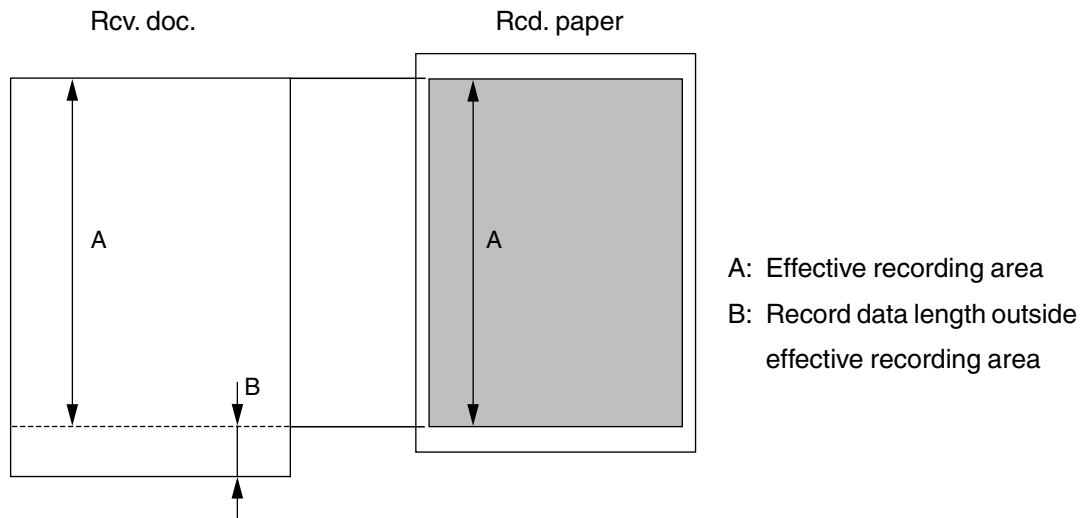 Rcv. doc.
Rcd. paper
A
A
B
A: Effective recording area
B: Record data length outside
effective recording area